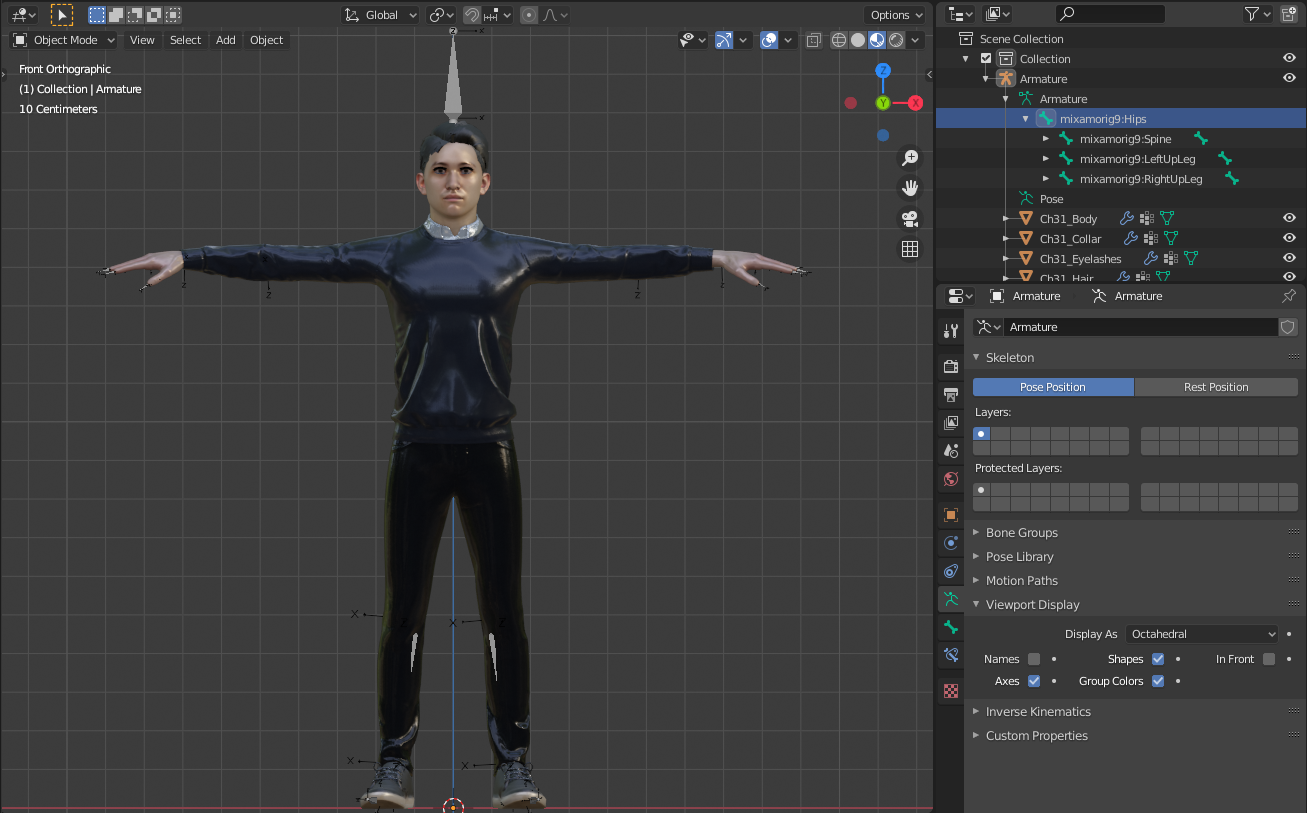 Global
Options
Object Mode
View
Select
Add
Object
Front Orthographic
(1) Collection | Armature
10 Centimeters
Z
X
Y
z
x
x
z
z
z
z
X
X
Z
X
X
Scene Collection
Collection
Armature
Armature
mixamorig9:Hips
mixamorig9:Spine
mixamorig9:LeftUpLeg
mixamorig9:RightUpLeg
Pose
Ch31_Body
Ch31_Collar
Ch31_Eyelashes
Ch31_Hair
Armature
Armature
Armature
Skeleton
Pose Position
Rest Position
Layers:
Protected Layers:
Bone Groups
Pose Library
Motion Paths
Viewport Display
Display As
Octahedral
Names
Shapes
In Front
Axes
Group Colors
Inverse Kinematics
Custom Properties